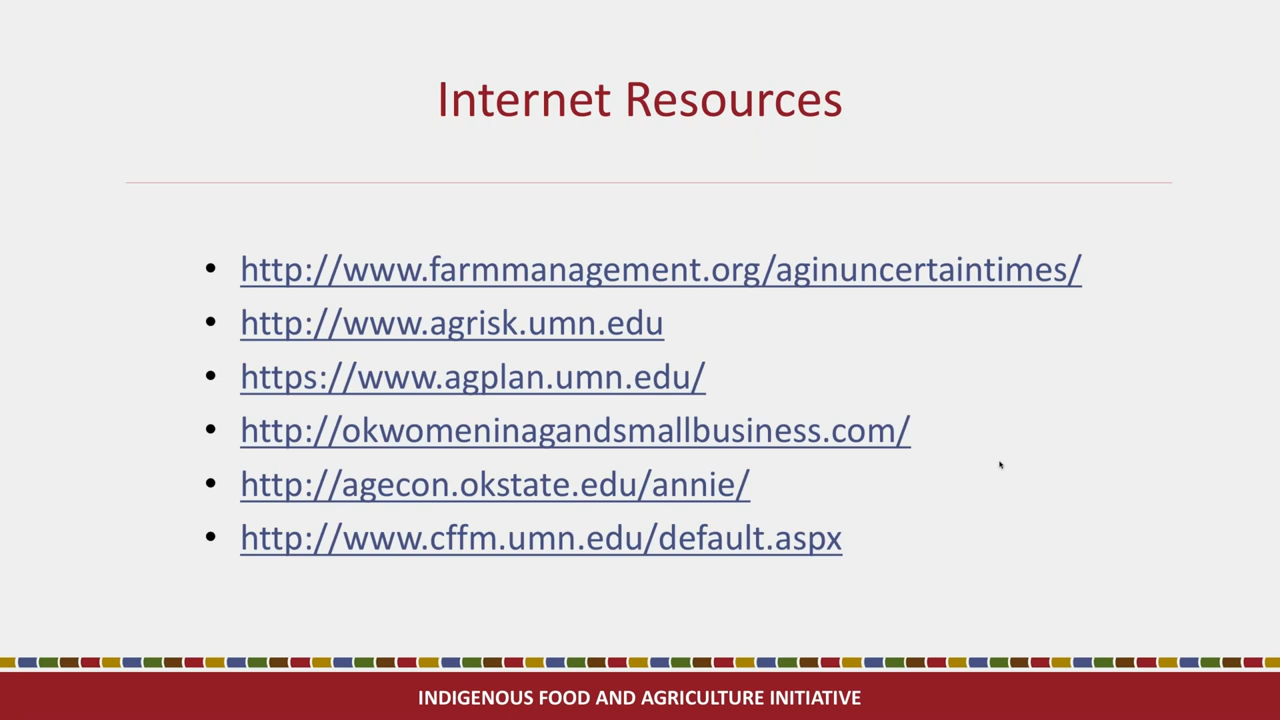 Internet Resources
• http://www.farmmanagement.org/aginuncertaintimes/
• http://www.agrisk.umn.edu
• https://www.agplan.umn.edu/
• http://okwomeninagandsmallbusiness.com/
• http://agecon.okstate.edu/annie/
• http://www.cffm.umn.edu/default.aspx
INDIGENOUS FOOD AND AGRICULTURE INITIATIVE